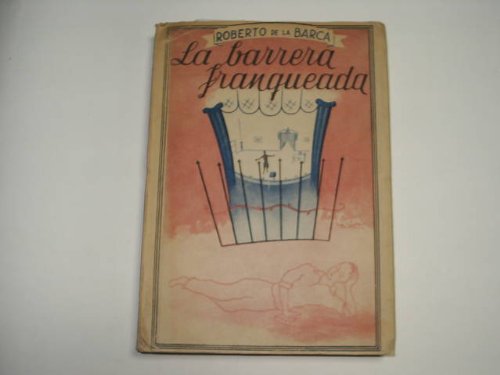 ROBERTO DE LA BARCA
La barrera
franqueada